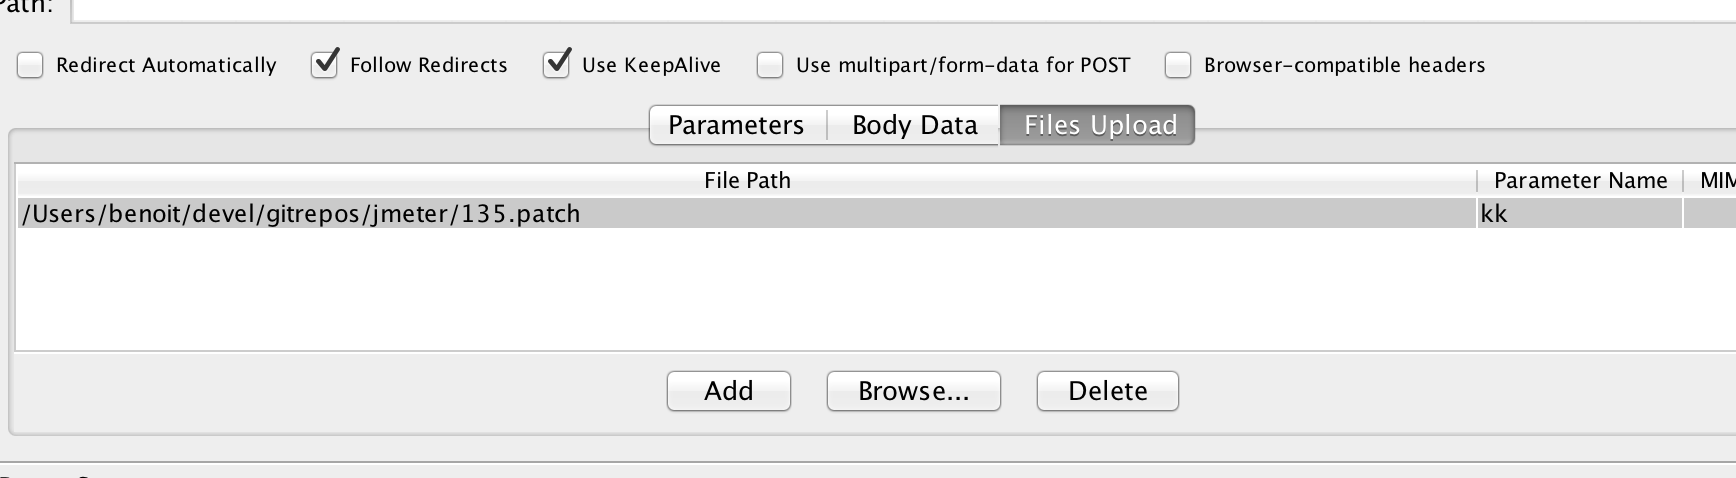 Path:
Redirect Automatically Follow Redirects Use KeepAlive Use multipart/form-data for POST Browser-compatible headers
Parameters Body Data Files Upload
File Path Parameter Name MIM
/Users/benoit/devel/gitrepos/jmeter/135.patch kk
Add Browse... Delete